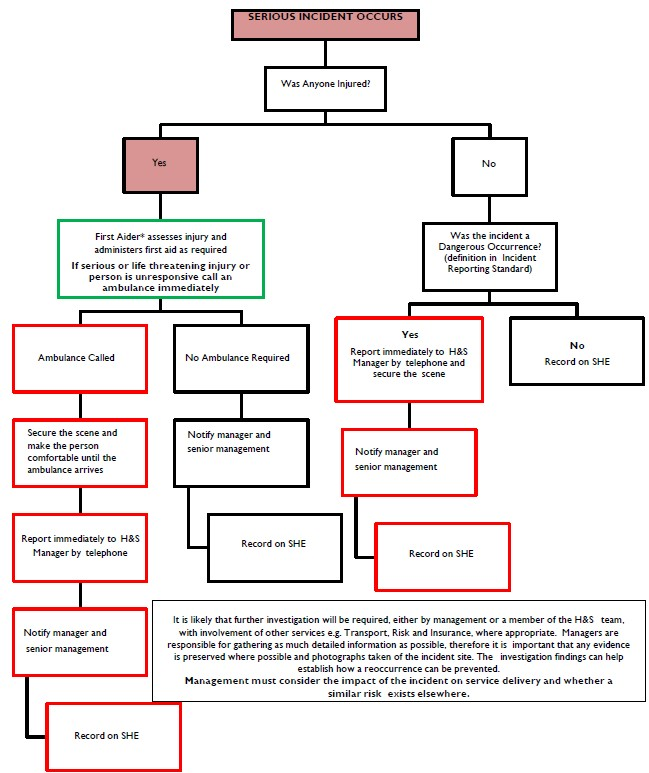 SERIOUS INCIDENT OCCURS
Was Anyone Injured?
Yes
No
First Aider* assesses injury and
administers first aid as required
If serious or life threatening injury or
person is unresponsive call an
ambulance immediately
Was the incident a
Dangerous Occurrence?
(definition in Incident
Reporting Standard)
Ambulance Called
No Ambulance Required
Yes
Report immediately to H&S
Manager by telephone and
secure the scene
No
Record on SHE
Secure the scene and
make the person
comfortable until the
ambulance arrives
Notify manager and
senior management
Notify manager and
senior management
Report immediately to H&S
Manager by telephone
Record on SHE
Record on SHE
Notify manager and
senior management
Record on SHE
It is likely that further investigation will be required, either by management or a member of the H&S team,
with involvement of other services e.g. Transport, Risk and Insurance, where appropriate. Managers are
responsible for gathering as much detailed information as possible, therefore it is important that any evidence
is preserved where possible and photographs taken of the incident site. The investigation findings can help
establish how a reoccurrence can be prevented.
Management must consider the impact of the incident on service delivery and whether a
similar risk exists elsewhere.